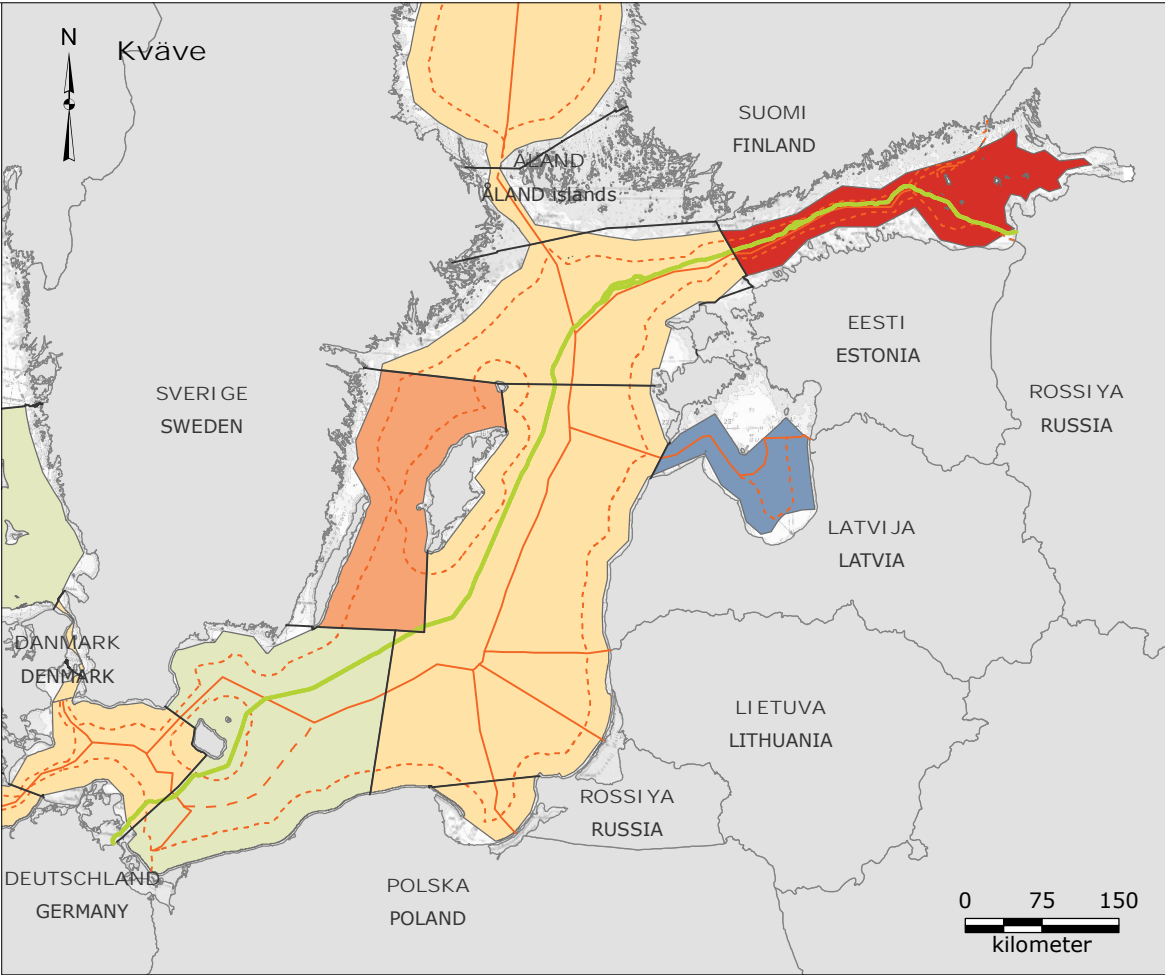 N
Kväve
SUOMI
FINLAND
ÅLAND
ÅLAND islands
EESTI
ESTONIA
SVERIGE
SWEDEN
ROSSIYA
RUSSIA
LATVIJA
LATVIA
DANMARK
DENMARK
LIETUVA
LITHUANIA
ROSSIYA
RUSSIA
DEUTSCHLAND
GERMANY
POLSKA
POLAND
0 75 150
kilometer